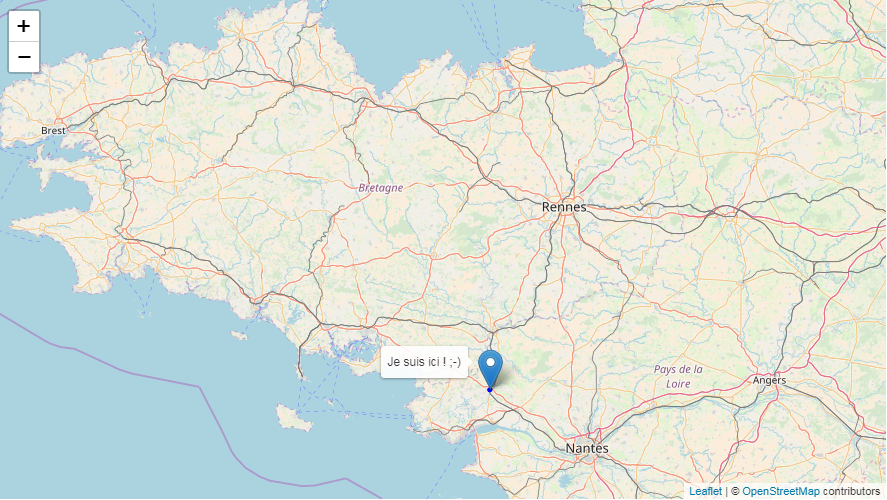 +
−
Brest
Bretagne
Rennes
Je suis ici ! ;-)
Pays de la
Loire
Angers
Nantes
Leaflet | © OpenStreetMap contributors